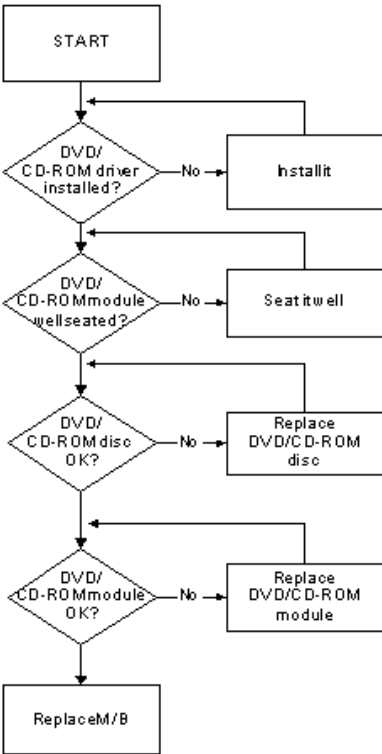 START
DVD/
CD-ROM driver
installed?
No
Installit
DVD/
CD-ROMmodule
wellseated?
No
Seatitwell
DVD/
CD-ROMdisc
OK?
No
Replace
DVD/CD-ROM
disc
DVD/
CD-ROMmodule
OK?
No
Replace
DVD/CD-ROM
module
ReplaceM/B